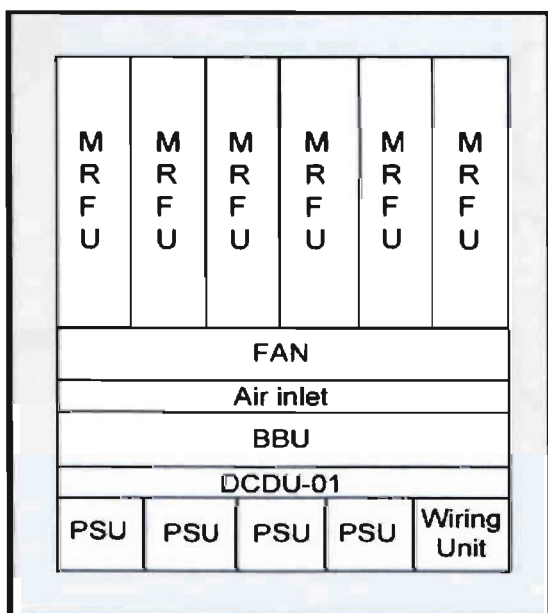 M M M M M M
R R R R R R
F F F F F F
U U U U U U
FAN
Air inlet
BBU
DCDU-01
PSU PSU PSU PSU Wiring
Unit